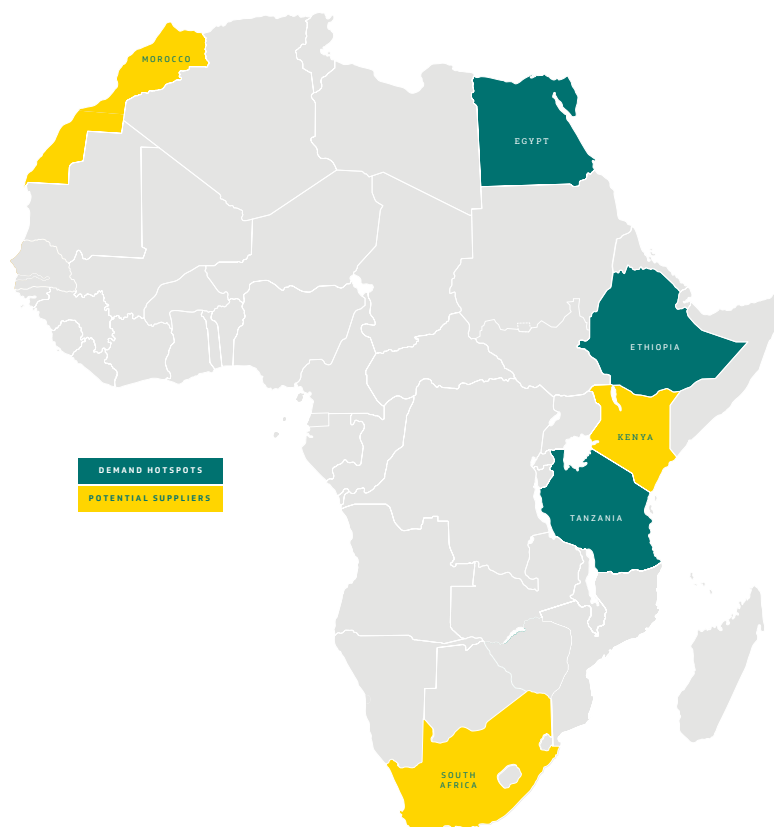 MOROCCO
EGYPT
ETHIOPIA
KENYA
DEMAND HOTSPOTS
POTENTIAL SUPPLIERS
TANZANIA
SOUTH
AFRICA